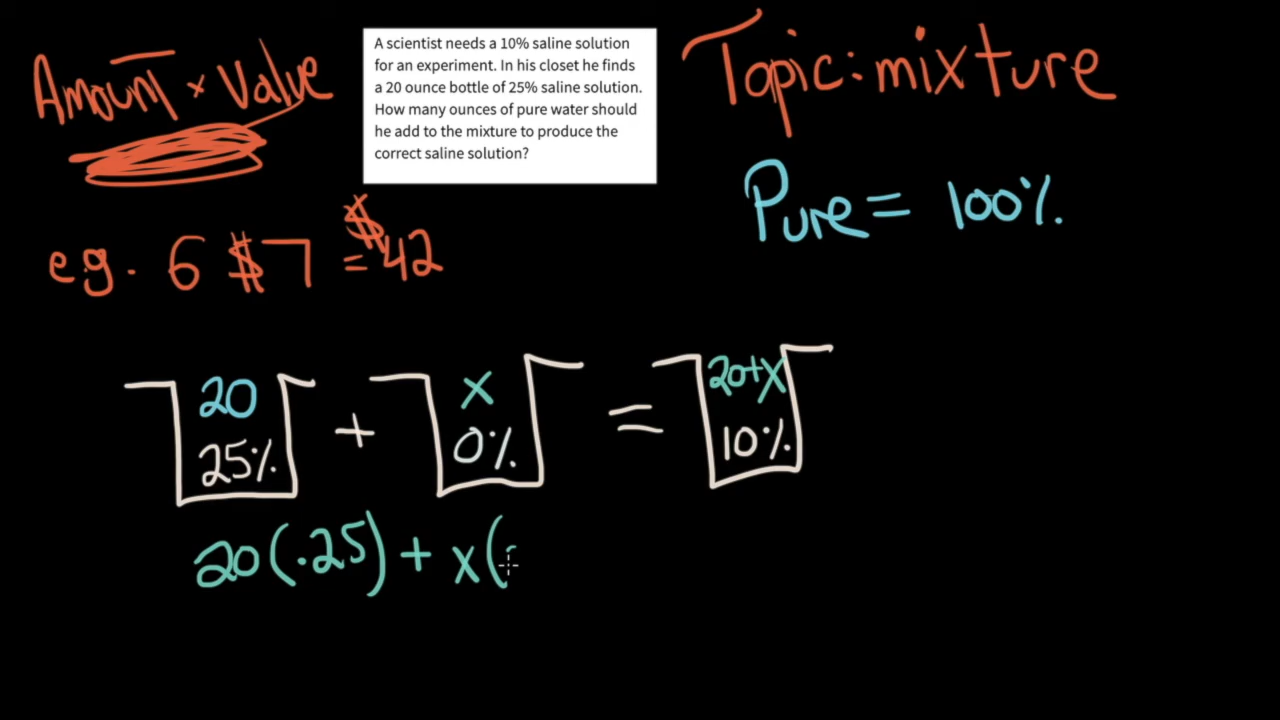 Amount × Value
A scientist needs a 10% saline solution
for an experiment. In his closet he finds
a 20 ounce bottle of 25% saline solution.
How many ounces of pure water should
he add to the mixture to produce the
correct saline solution?
Topic: mixture
Pure = 100%
e.g. 6 $7 = $42
20 + x = 20+x
25% 0% 10%
20(.25) + x(